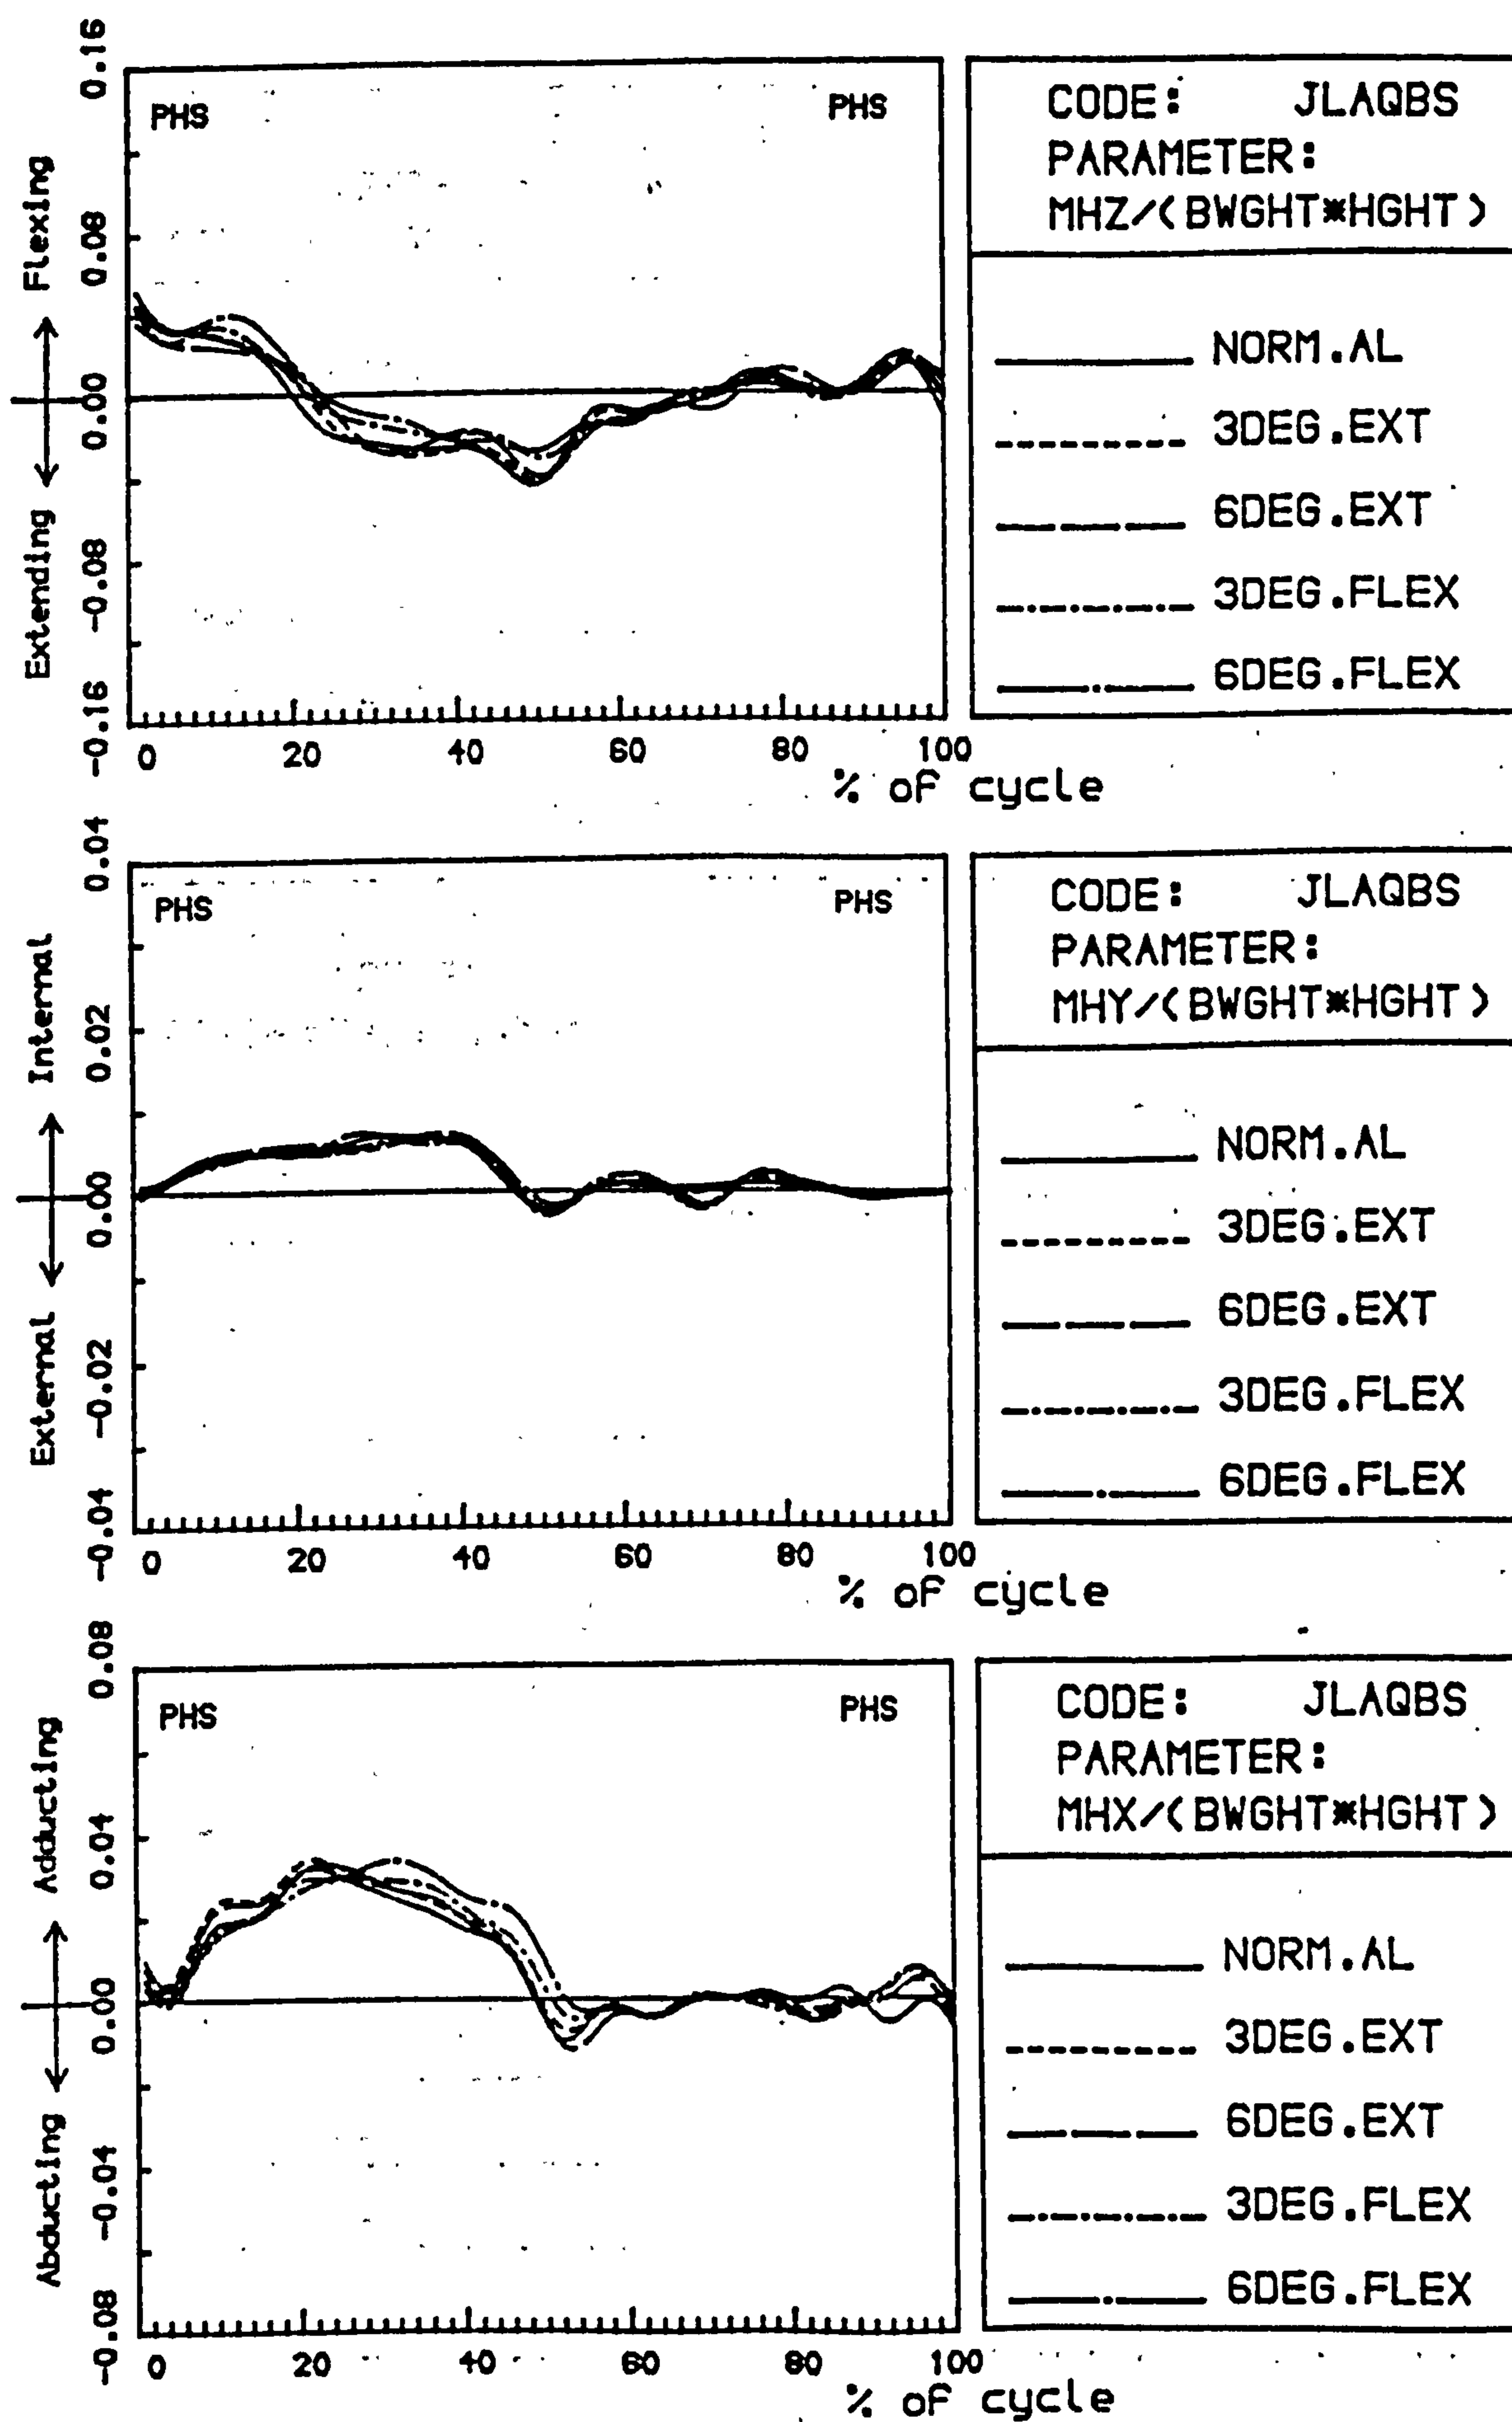 0.16
0.08
0.00
-0.08
-0.16
Extending ←→ Flexing
PHS
PHS
0 20 40 60 80 100
% of cycle
CODE: JLAQBS
PARAMETER:
MHZ/(BWGHT*HGHT)
NORM.AL
3DEG.EXT
6DEG.EXT
3DEG.FLEX
6DEG.FLEX
0.04
0.02
0.00
-0.02
-0.04
External ←→ Internal
PHS
PHS
0 20 40 60 80 100
% of cycle
CODE: JLAQBS
PARAMETER:
MHY/(BWGHT*HGHT)
NORM.AL
3DEG.EXT
6DEG.EXT
3DEG.FLEX
6DEG.FLEX
0.08
0.04
0.00
-0.04
-0.08
Abducting ←→ Adducting
PHS
PHS
0 20 40 60 80 100
% of cycle
CODE: JLAQBS
PARAMETER:
MHX/(BWGHT*HGHT)
NORM.AL
3DEG.EXT
6DEG.EXT
3DEG.FLEX
6DEG.FLEX